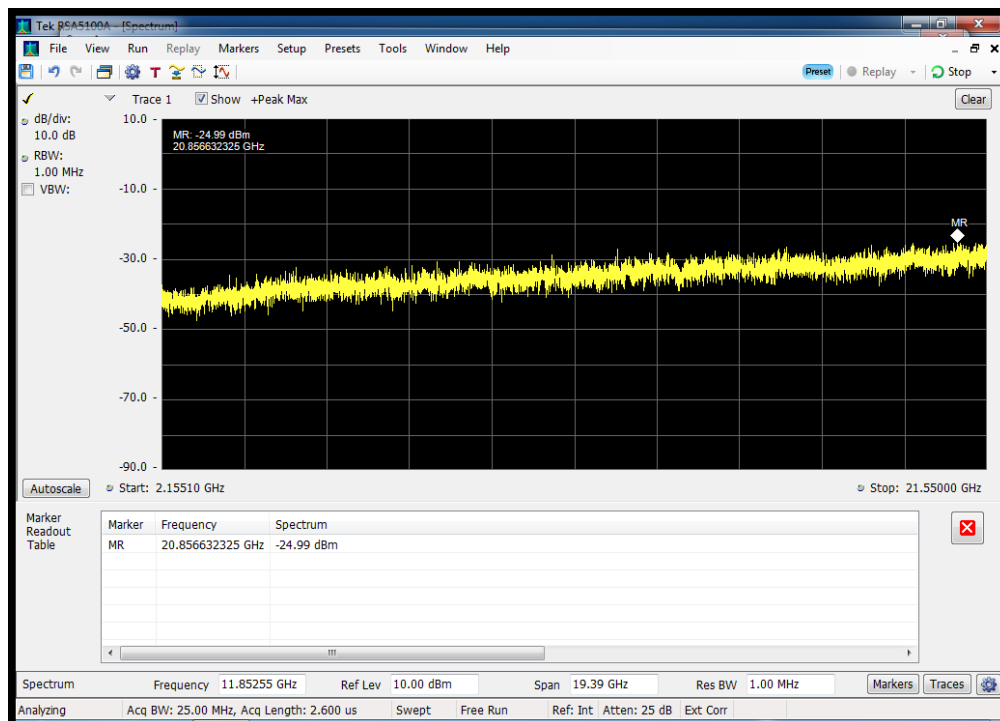 Tek RSA5100A - [Spectrum]
File View Run Replay Markers Setup Presets Tools Window Help
T Preset Replay Stop
Trace 1 Show +Peak Max Clear
dB/div:
10.0 dB
RBW:
1.00 MHz
VBW:
10.0
-10.0
-30.0
-50.0
-70.0
-90.0
MR: -24.99 dBm
20.856632325 GHz
MR
Autoscale Start: 2.15510 GHz Stop: 21.55000 GHz
Marker
Readout
Table
Marker Frequency Spectrum
MR 20.856632325 GHz -24.99 dBm
Spectrum Frequency 11.85255 GHz Ref Lev 10.00 dBm Span 19.39 GHz Res BW 1.00 MHz Markers Traces
Analyzing Acq BW: 25.00 MHz, Acq Length: 2.600 us Swept Free Run Ref: Int Atten: 25 dB Ext Corr